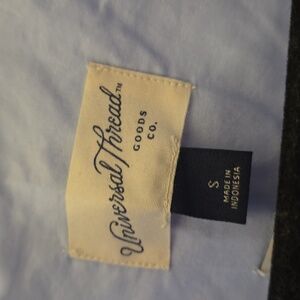 Universal Thread™
GOODS
CO.
S
MADE IN
INDONESIA